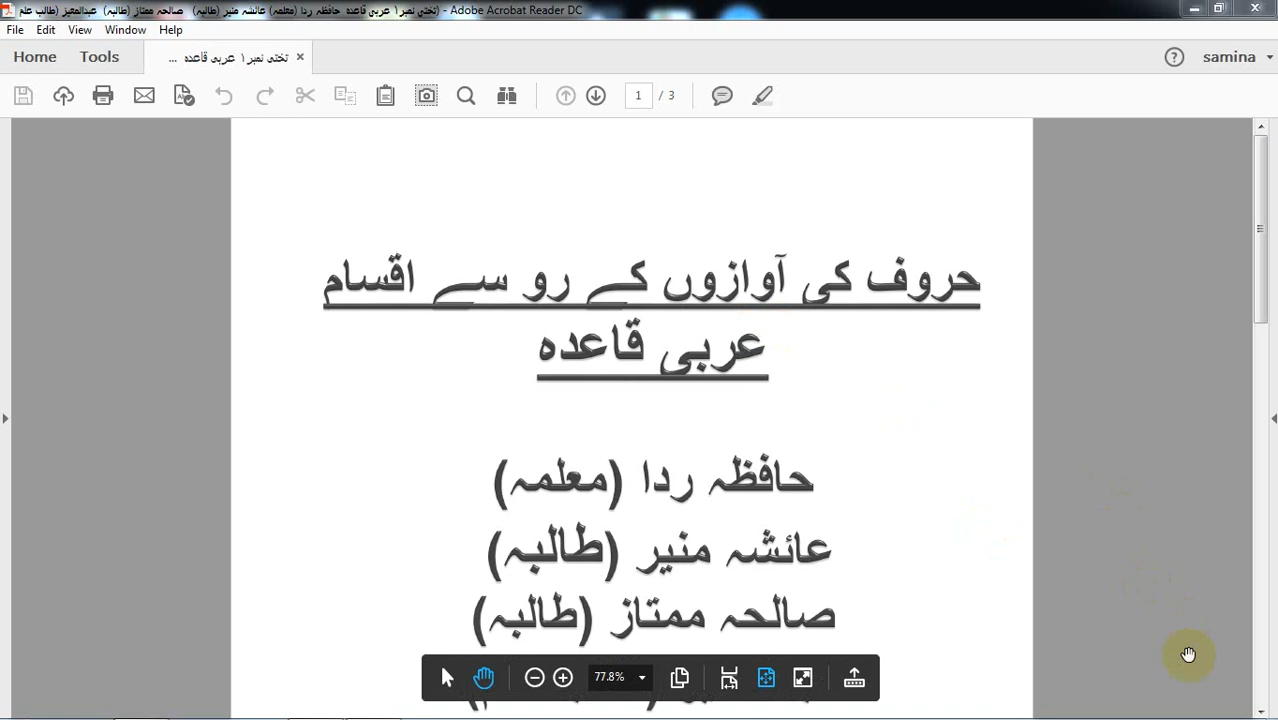 (تختی نمبر۱ عربی قاعدہ حافظہ ردا (معلمہ) عائشہ منیر (طالبہ) صالحہ ممتاز (طالبہ) عبدالمعیز (طالب علم - Adobe Acrobat Reader DC
File Edit View Window Help
Home Tools تختی نمبر۱ عربی قاعدہ ... × samina
1 / 3
حروف کی آوازوں کے رو سے اقسام
عربی قاعدہ
حافظہ ردا (معلمہ)
عائشہ منیر (طالبہ)
صالحہ ممتاز (طالبہ)
77.8%